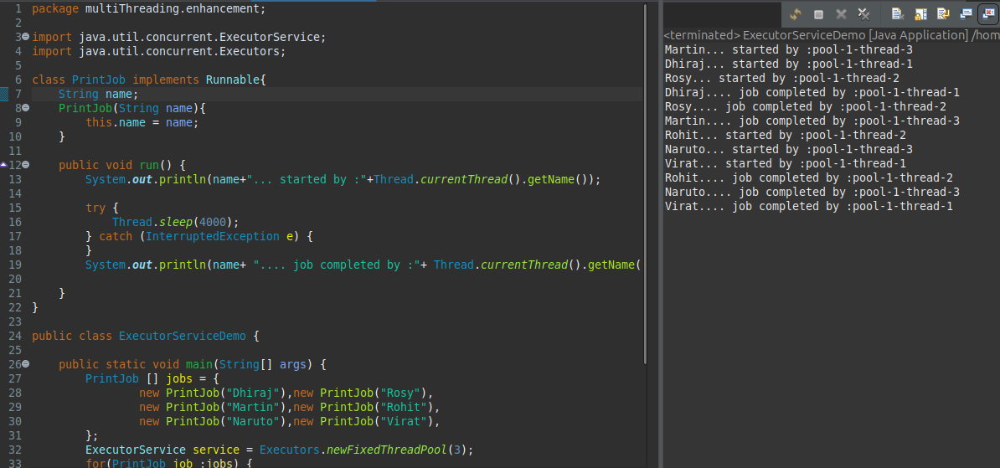 1 package multiThreading.enhancement;
2
3 import java.util.concurrent.ExecutorService;
4 import java.util.concurrent.Executors;
5
6 class PrintJob implements Runnable{
7 String name;
8 PrintJob(String name){
9 this.name = name;
10 }
11
12 public void run() {
13 System.out.println(name+"... started by :"+Thread.currentThread().getName());
14
15 try {
16 Thread.sleep(4000);
17 } catch (InterruptedException e) {
18 }
19 System.out.println(name+ ".... job completed by :"+ Thread.currentThread().getName(
20
21 }
22 }
23
24 public class ExecutorServiceDemo {
25
26 public static void main(String[] args) {
27 PrintJob [] jobs = {
28 new PrintJob("Dhiraj"),new PrintJob("Rosy"),
29 new PrintJob("Martin"),new PrintJob("Rohit"),
30 new PrintJob("Naruto"),new PrintJob("Virat"),
31 };
32 ExecutorService service = Executors.newFixedThreadPool(3);
33 for(PrintJob job :jobs) {
<terminated> ExecutorServiceDemo [Java Application] /hom
Martin... started by :pool-1-thread-3
Dhiraj... started by :pool-1-thread-1
Rosy... started by :pool-1-thread-2
Dhiraj.... job completed by :pool-1-thread-1
Rosy.... job completed by :pool-1-thread-2
Martin.... job completed by :pool-1-thread-3
Rohit... started by :pool-1-thread-2
Naruto... started by :pool-1-thread-3
Virat... started by :pool-1-thread-1
Rohit.... job completed by :pool-1-thread-2
Naruto.... job completed by :pool-1-thread-3
Virat.... job completed by :pool-1-thread-1